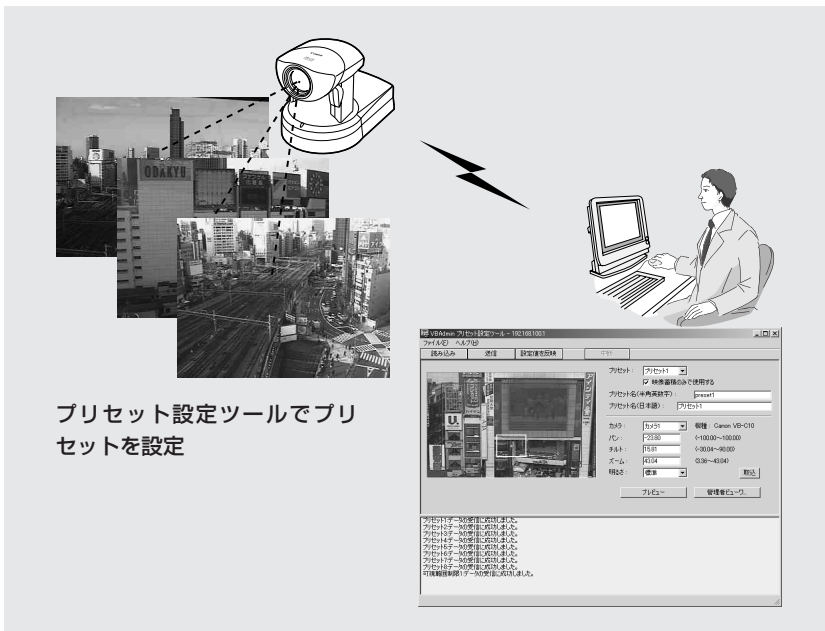 Canon
ODAKYU
プリセット設定ツールでプリ
セットを設定
VBAdmin プリセット設定ツール - 192.168.100.1
ファイル(F) ヘルプ(H)
読み込み 送信 設定値を反映 中断
プリセット: プリセット1
映像蓄積のみで使用する
プリセット名(半角英数字): preset1
プリセット名(日本語): プリセット1
カメラ: カメラ1 機種: Canon VB-C10
パン: -23.80 (-100.00~100.00)
チルト: 15.81 (-30.04~90.00)
ズーム: 43.04 (3.36~43.04)
明るさ: 標準 取込
プレビュー 管理者ビューワ..
U.
プリセット1データの受信に成功しました。
プリセット2データの受信に成功しました。
プリセット3データの受信に成功しました。
プリセット4データの受信に成功しました。
プリセット5データの受信に成功しました。
プリセット6データの受信に成功しました。
プリセット7データの受信に成功しました。
プリセット8データの受信に成功しました。
可視範囲制限1データの受信に成功しました。